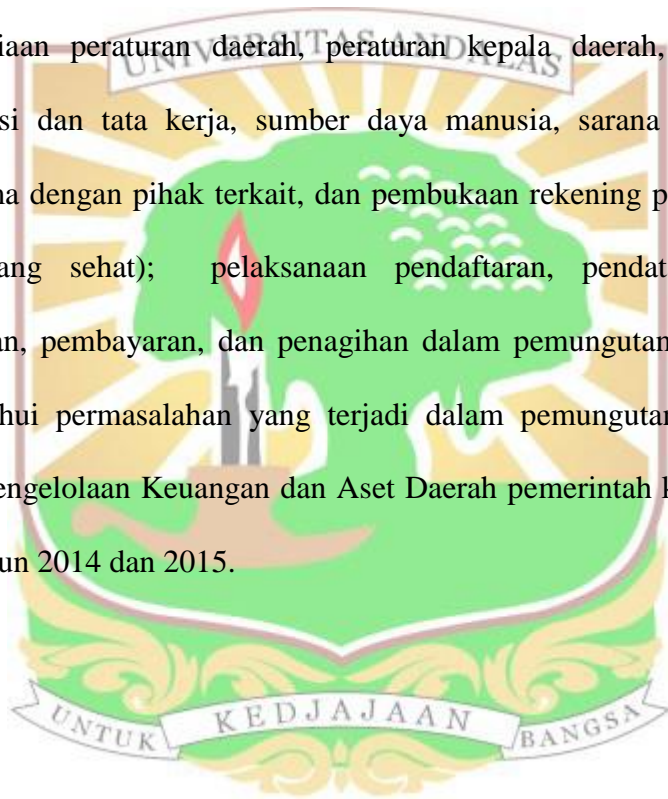 iaan peraturan daerah, peraturan kepala daerah,
UNIVERSITAS ANDALAS
si dan tata kerja, sumber daya manusia, sarana
na dengan pihak terkait, dan pembukaan rekening p
ang sehat); pelaksanaan pendaftaran, pendat
an, pembayaran, dan penagihan dalam pemungutan
hui permasalahan yang terjadi dalam pemungutan
engelolaan Keuangan dan Aset Daerah pemerintah k
un 2014 dan 2015.
UNTUK KEDJAJAAN BANGSA